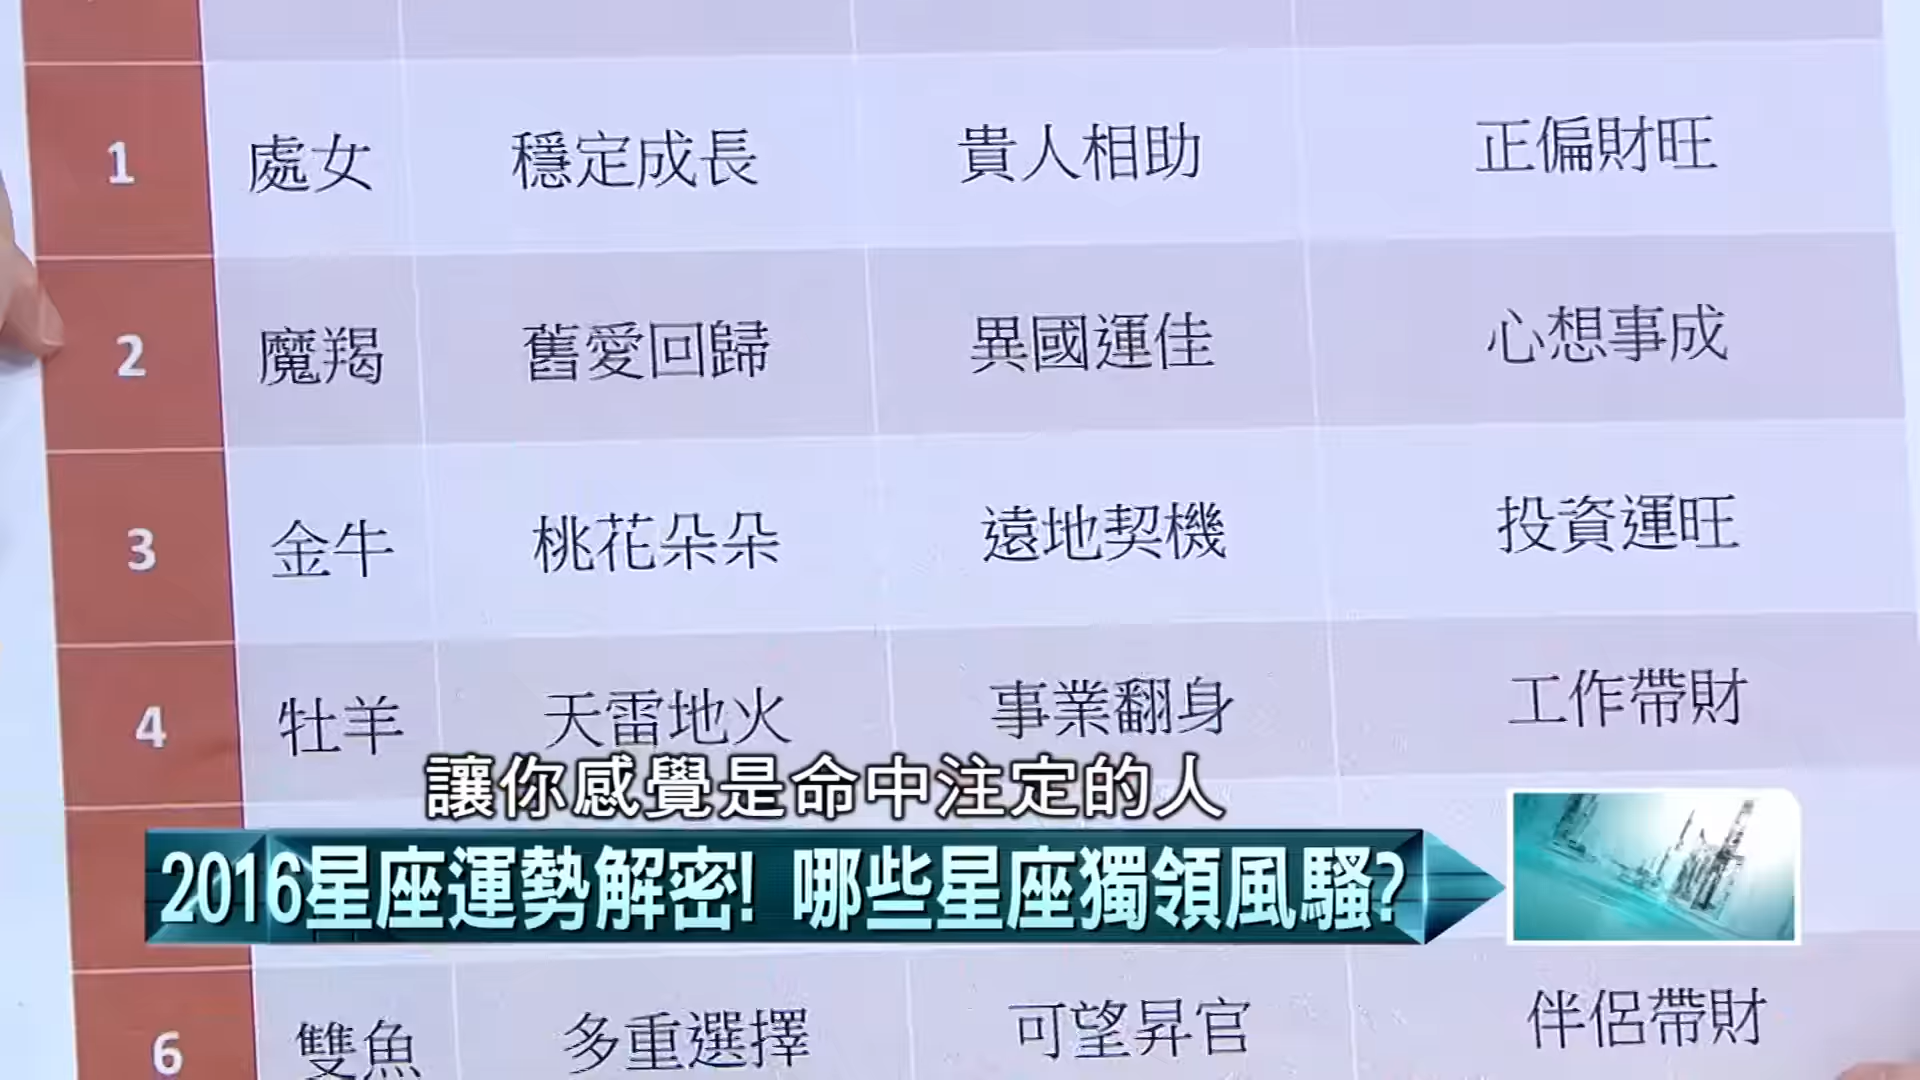 1 處女 穩定成長 貴人相助 正偏財旺
2 魔羯 舊愛回歸 異國運佳 心想事成
3 金牛 桃花朵朵 遠地契機 投資運旺
4 牡羊 天雷地火 事業翻身 工作帶財
讓你感覺是命中注定的人
2016星座運勢解密! 哪些星座獨領風騷?
6 雙魚 多重選擇 可望昇官 伴侶帶財